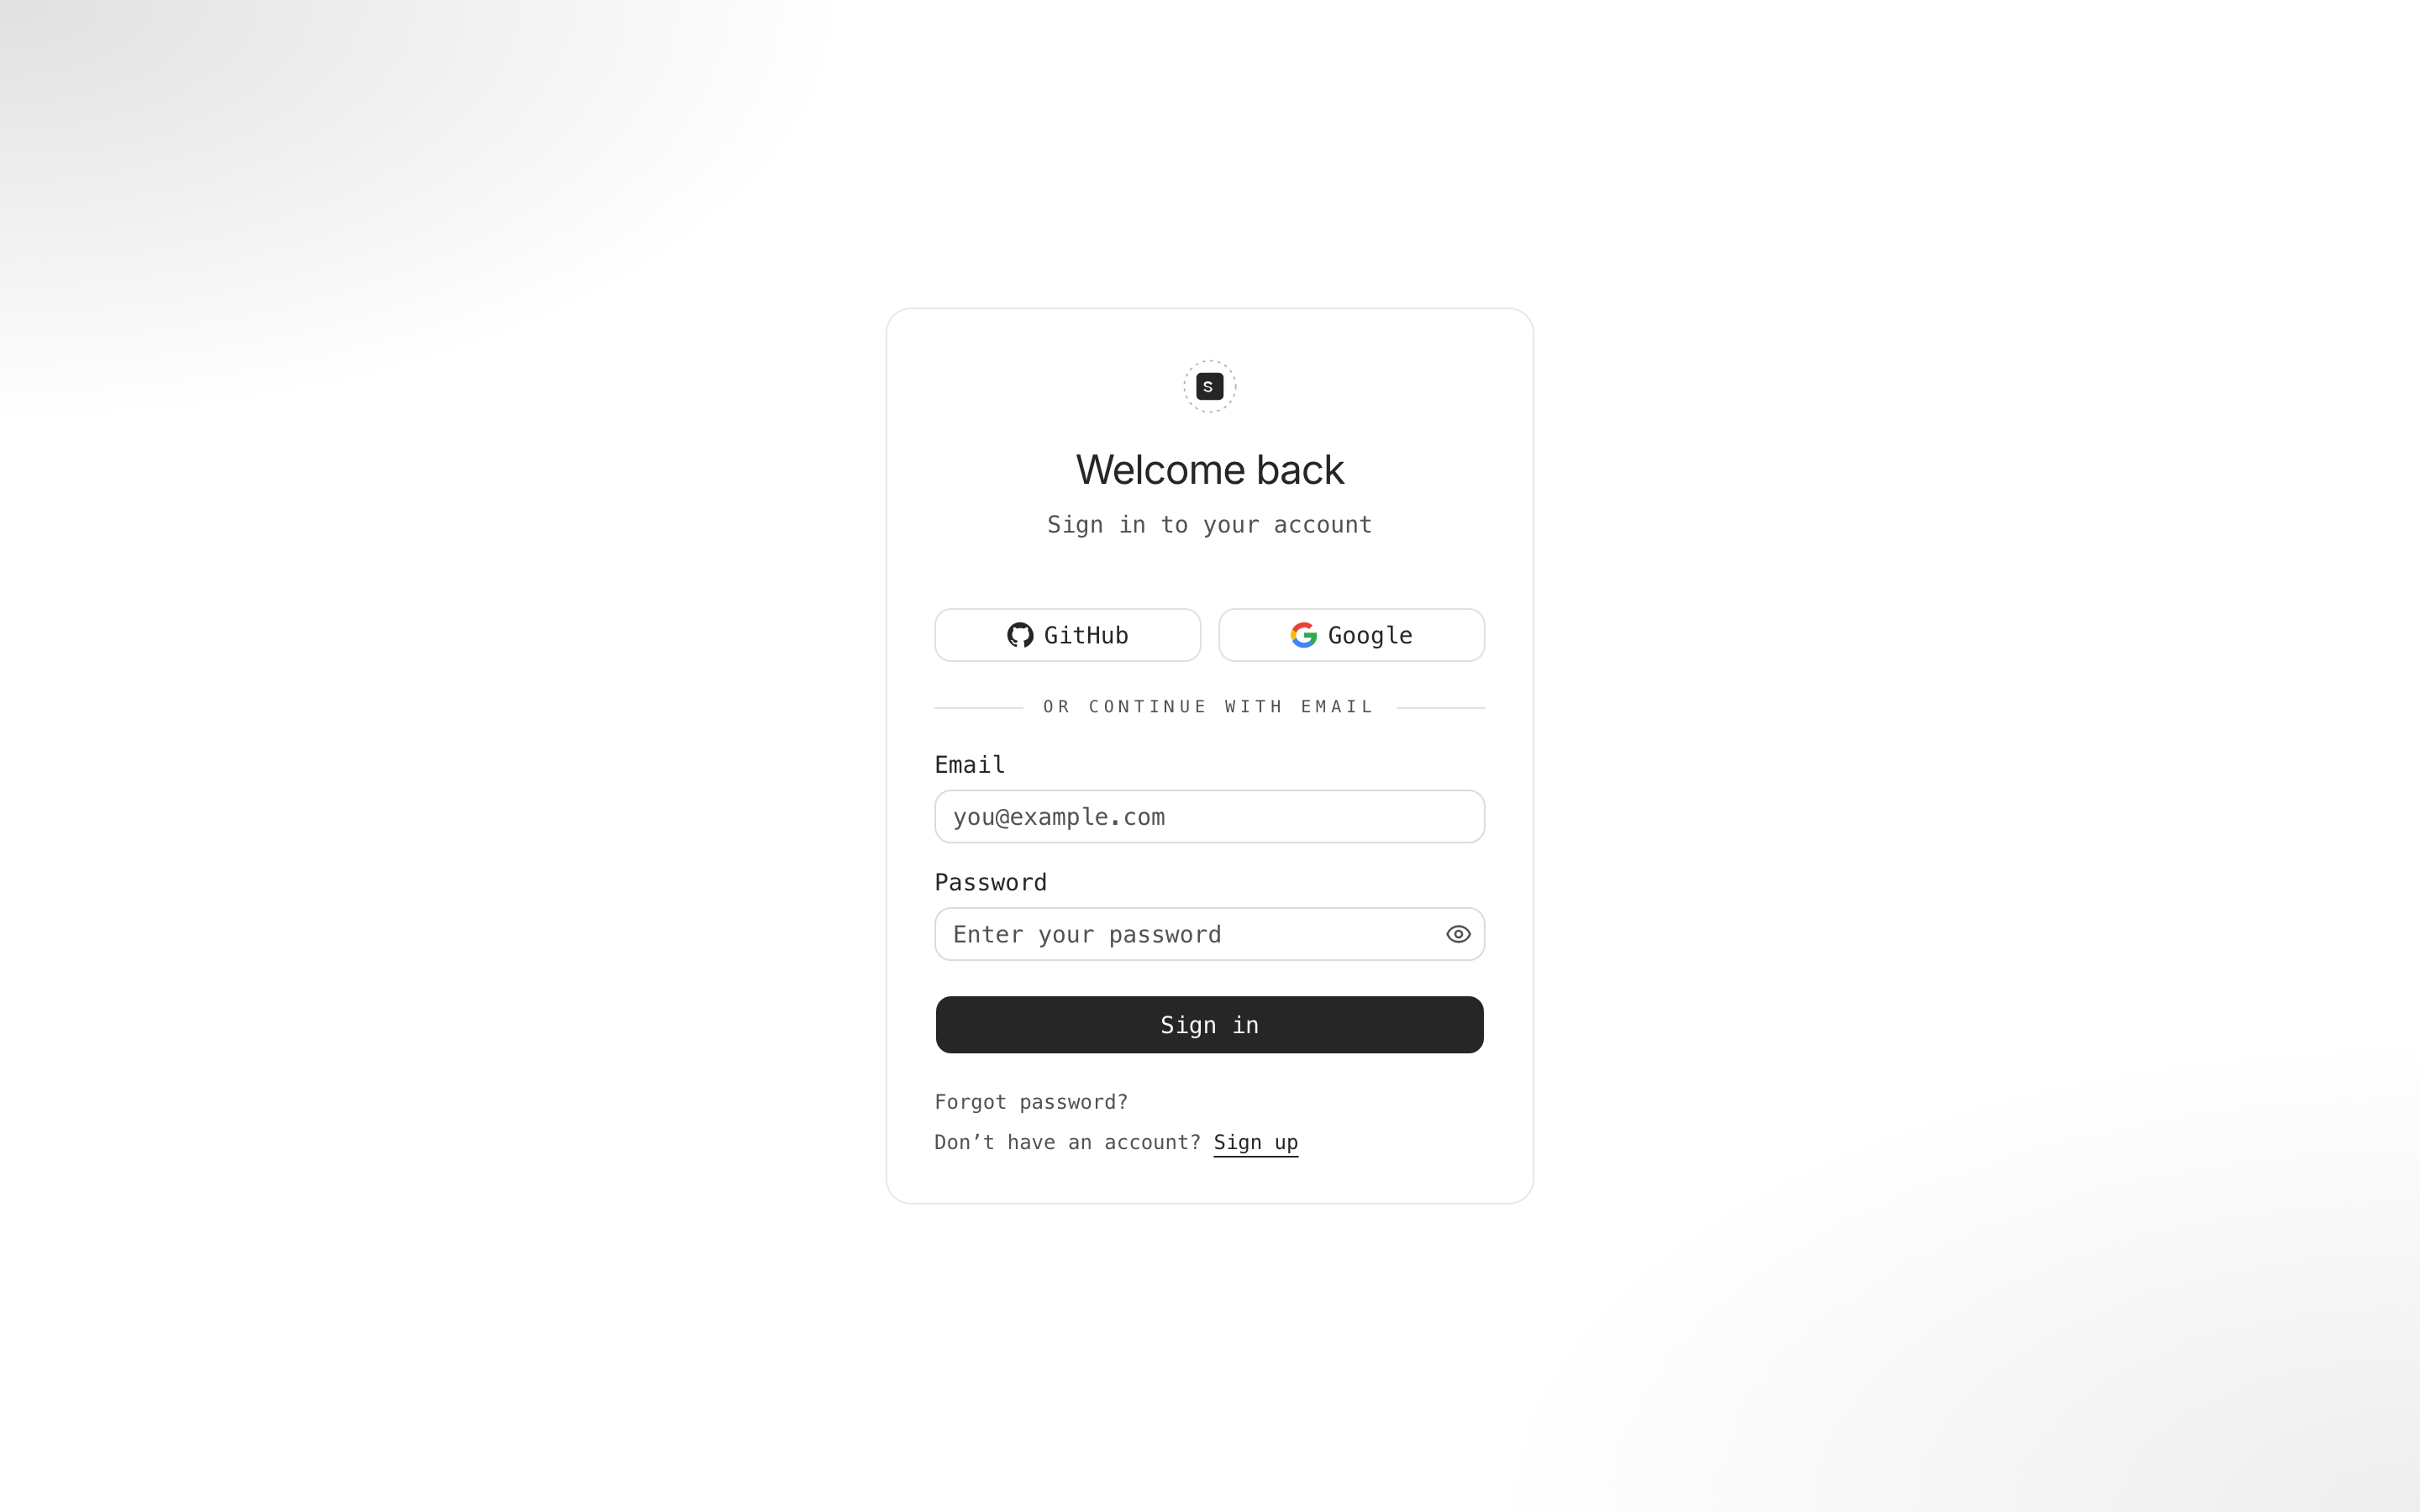 S
Welcome back
Sign in to your account
GitHub Google
OR CONTINUE WITH EMAIL
Email
you@example.com
Password
Enter your password
Sign in
Forgot password?
Don’t have an account? Sign up